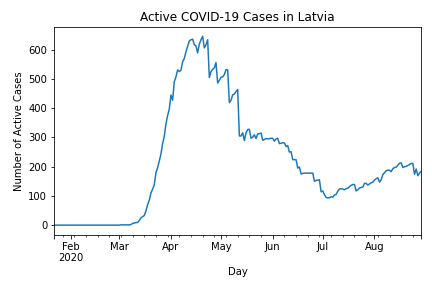 Active COVID-19 Cases in Latvia
Number of Active Cases
600
500
400
300
200
100
0
Feb
2020
Mar
Apr
May
Jun
Jul
Aug
Day